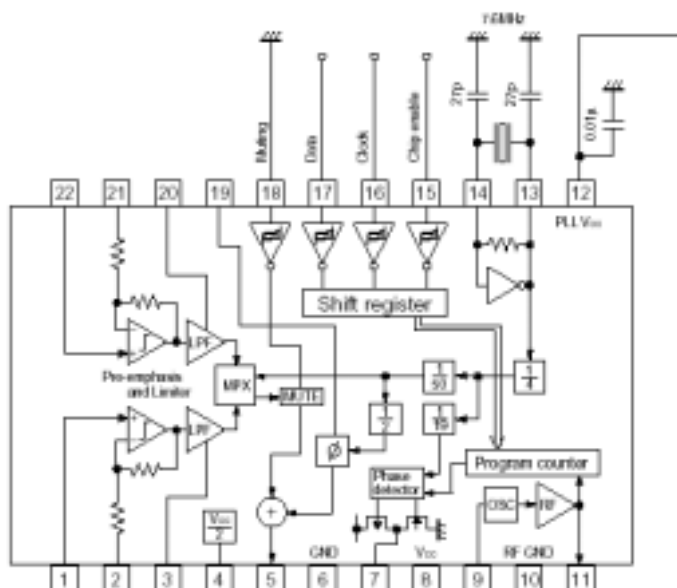 7.6MHz
27p
27p
0.01μ
Muting
Data
Clock
Chip enable
22 21 20 19 18 17 16 15 14 13 12
PLL Vcc
Shift register
LPF
Pre-emphasis
and Limiter
MPX
MUTE
1/50
1/4
1/2
1/19
LPF
Ø
Phase
detector
Program counter
Vcc/2
+
OSC
RF
GND
Vcc
RF GND
1 2 3 4 5 6 7 8 9 10 11